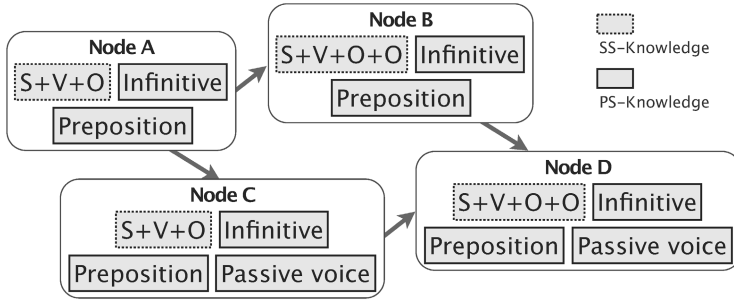 Node A
S+V+O Infinitive
Preposition
Node B
S+V+O+O Infinitive
Preposition
SS-Knowledge
PS-Knowledge
Node C
S+V+O Infinitive
Preposition Passive voice
Node D
S+V+O+O Infinitive
Preposition Passive voice